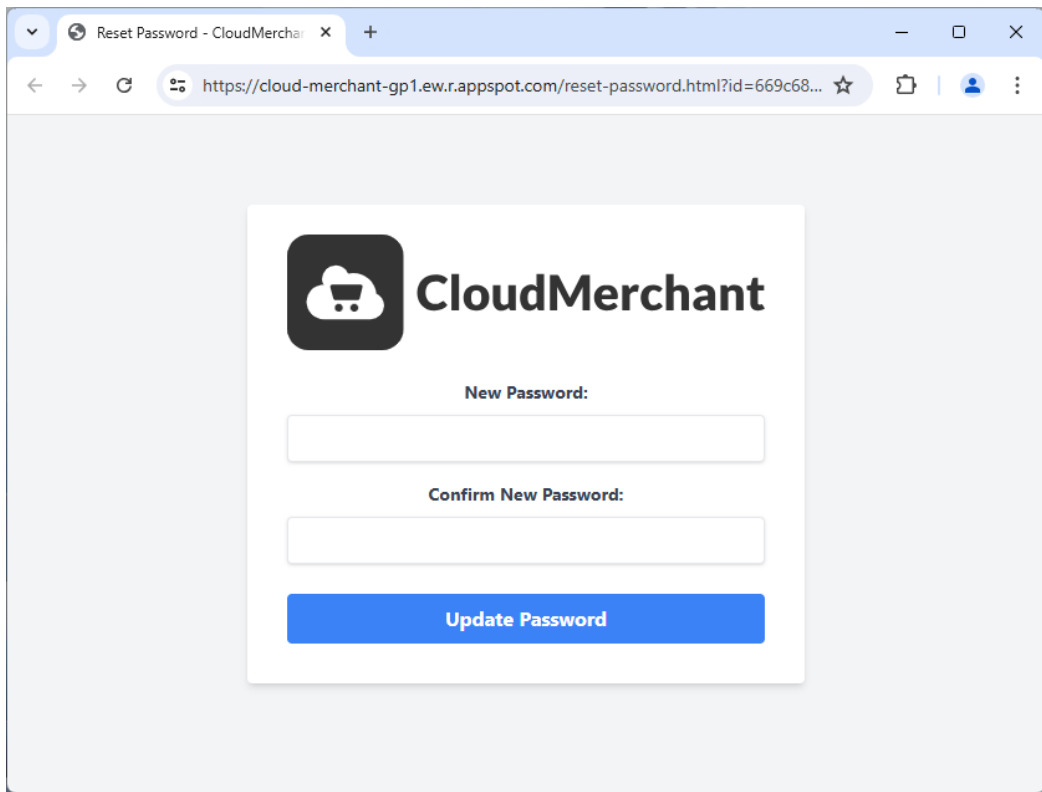 Reset Password - CloudMerchar
https://cloud-merchant-gp1.ew.r.appspot.com/reset-password.html?id=669c68...
CloudMerchant
New Password:
Confirm New Password:
Update Password